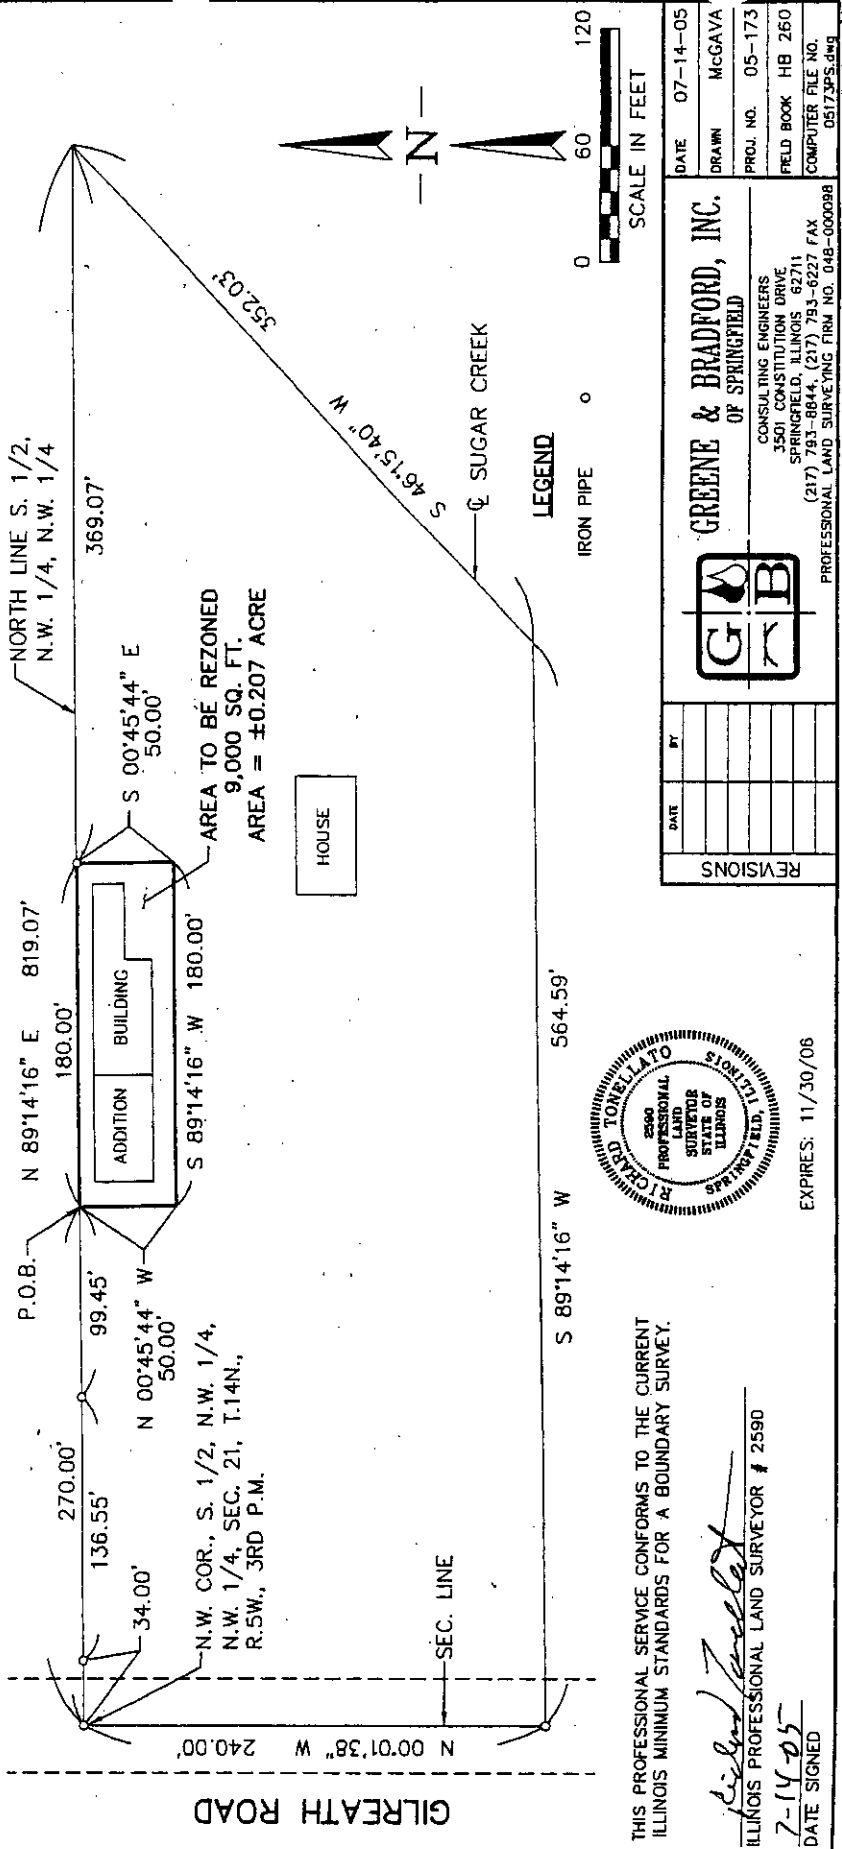 NORTH LINE S. 1/2,
N.W. 1/4, N.W. 1/4
N 89°14'16" E 819.07'
P.O.B.
270.00'
180.00'
369.07'
136.55'
99.45'
34.00'
N 00°45'44" W
50.00'
S 00°45'44" E
50.00'
ADDITION
BUILDING
S 89°14'16" W 180.00'
AREA TO BE REZONED
9,000 SQ. FT.
AREA = ±0.207 ACRE
N.W. COR., S. 1/2, N.W. 1/4,
N.W. 1/4, SEC. 21, T.14N.,
R.5W., 3RD P.M.
HOUSE
352.03'
S 46°15'40" W
℄ SUGAR CREEK
GILREATH ROAD
N 00°01'38" W 240.00'
SEC. LINE
S 89°14'16" W 564.59'
N
LEGEND
IRON PIPE
0 60 120
SCALE IN FEET
THIS PROFESSIONAL SERVICE CONFORMS TO THE CURRENT
ILLINOIS MINIMUM STANDARDS FOR A BOUNDARY SURVEY.
Richard Tonellato
ILLINOIS PROFESSIONAL LAND SURVEYOR # 2590
7-14-05
DATE SIGNED
RICHARD TONELLATO
2590
PROFESSIONAL
LAND
SURVEYOR
STATE OF
ILLINOIS
SPRINGFIELD, ILLINOIS
EXPIRES: 11/30/06
REVISIONS
DATE BY
G B
GREENE & BRADFORD, INC.
OF SPRINGFIELD
CONSULTING ENGINEERS
3501 CONSTITUTION DRIVE
SPRINGFIELD, ILLINOIS 62711
(217) 793-8844, (217) 793-6227 FAX
PROFESSIONAL LAND SURVEYING FIRM NO. 048-000098
DATE 07-14-05
DRAWN McGAVA
PROJ. NO. 05-173
FIELD BOOK HB 260
COMPUTER FILE NO.
05173PS.dwg